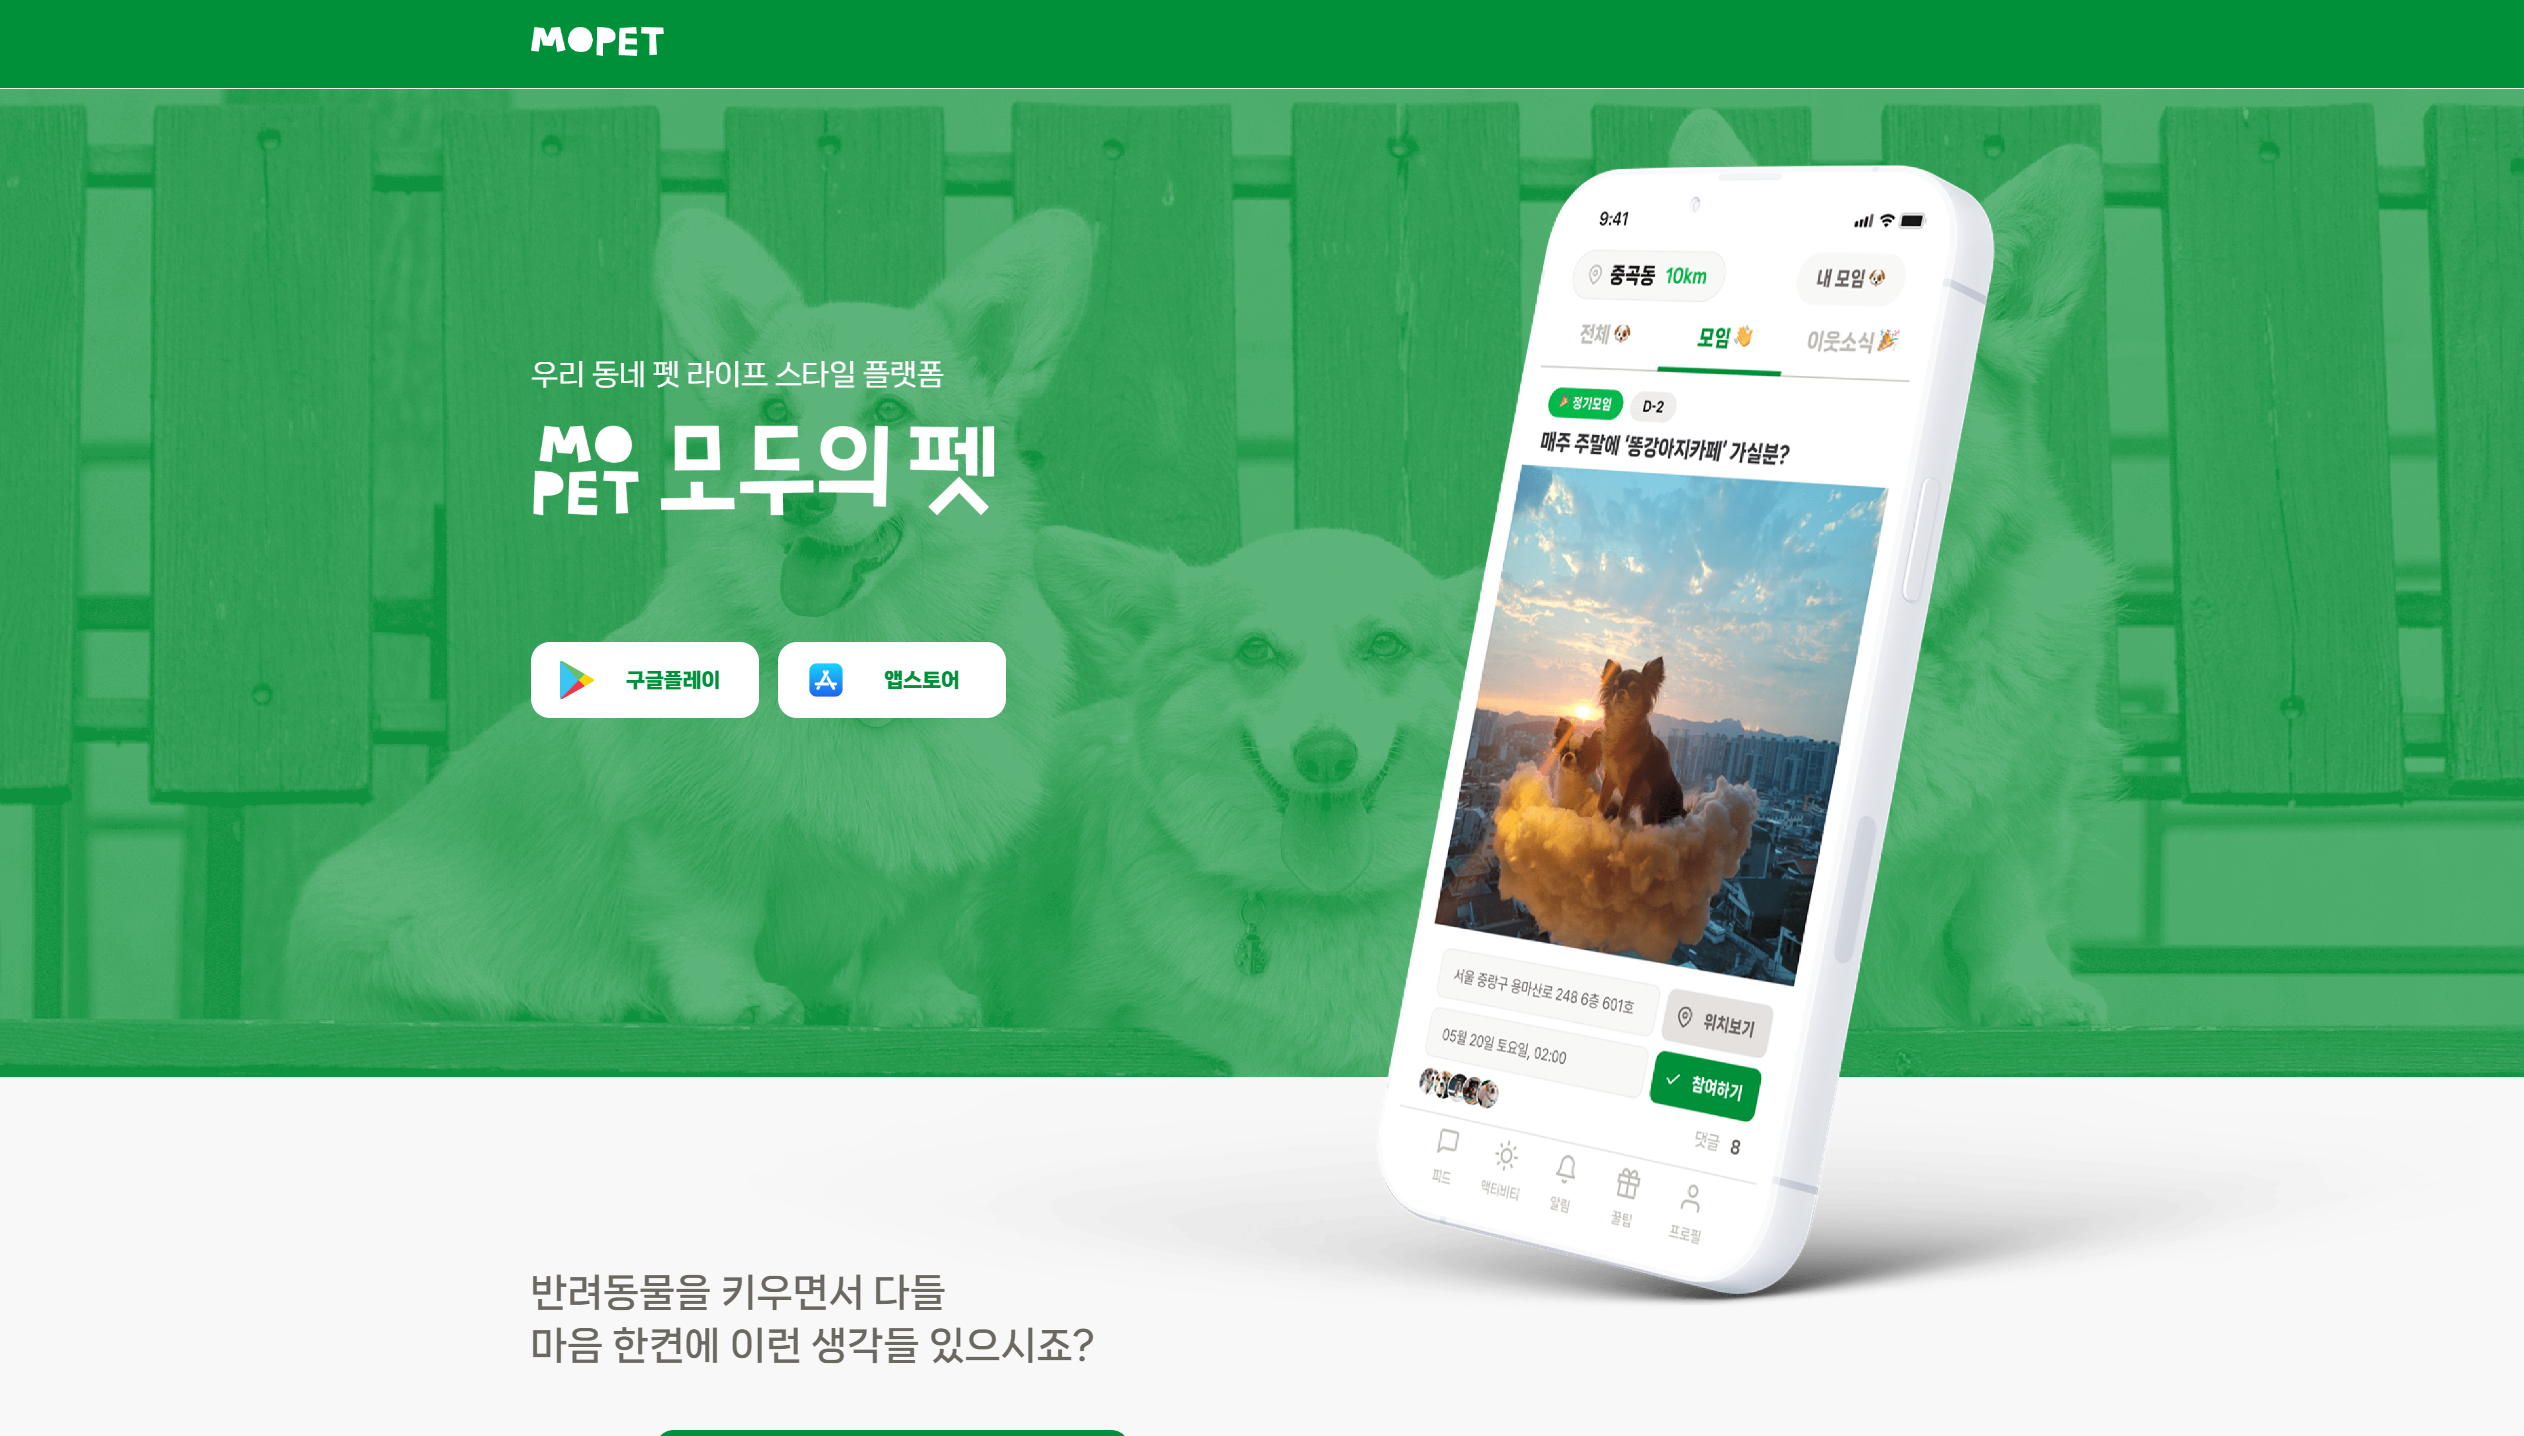 MOPET
우리 동네 펫 라이프 스타일 플랫폼
MO
PET 모두의 펫
구글플레이 앱스토어
9:41
중곡동 10km 내 모임
전체 모임 이웃소식
정기모임 D-2
매주 주말에 '똥강아지카페' 가실분?
서울 중랑구 용마산로 248 6층 601호 위치보기
05월 20일 토요일, 02:00 참여하기
댓글 8
피드 액티비티 알림 꿀팁 프로필
반려동물을 키우면서 다들
마음 한켠에 이런 생각들 있으시죠?